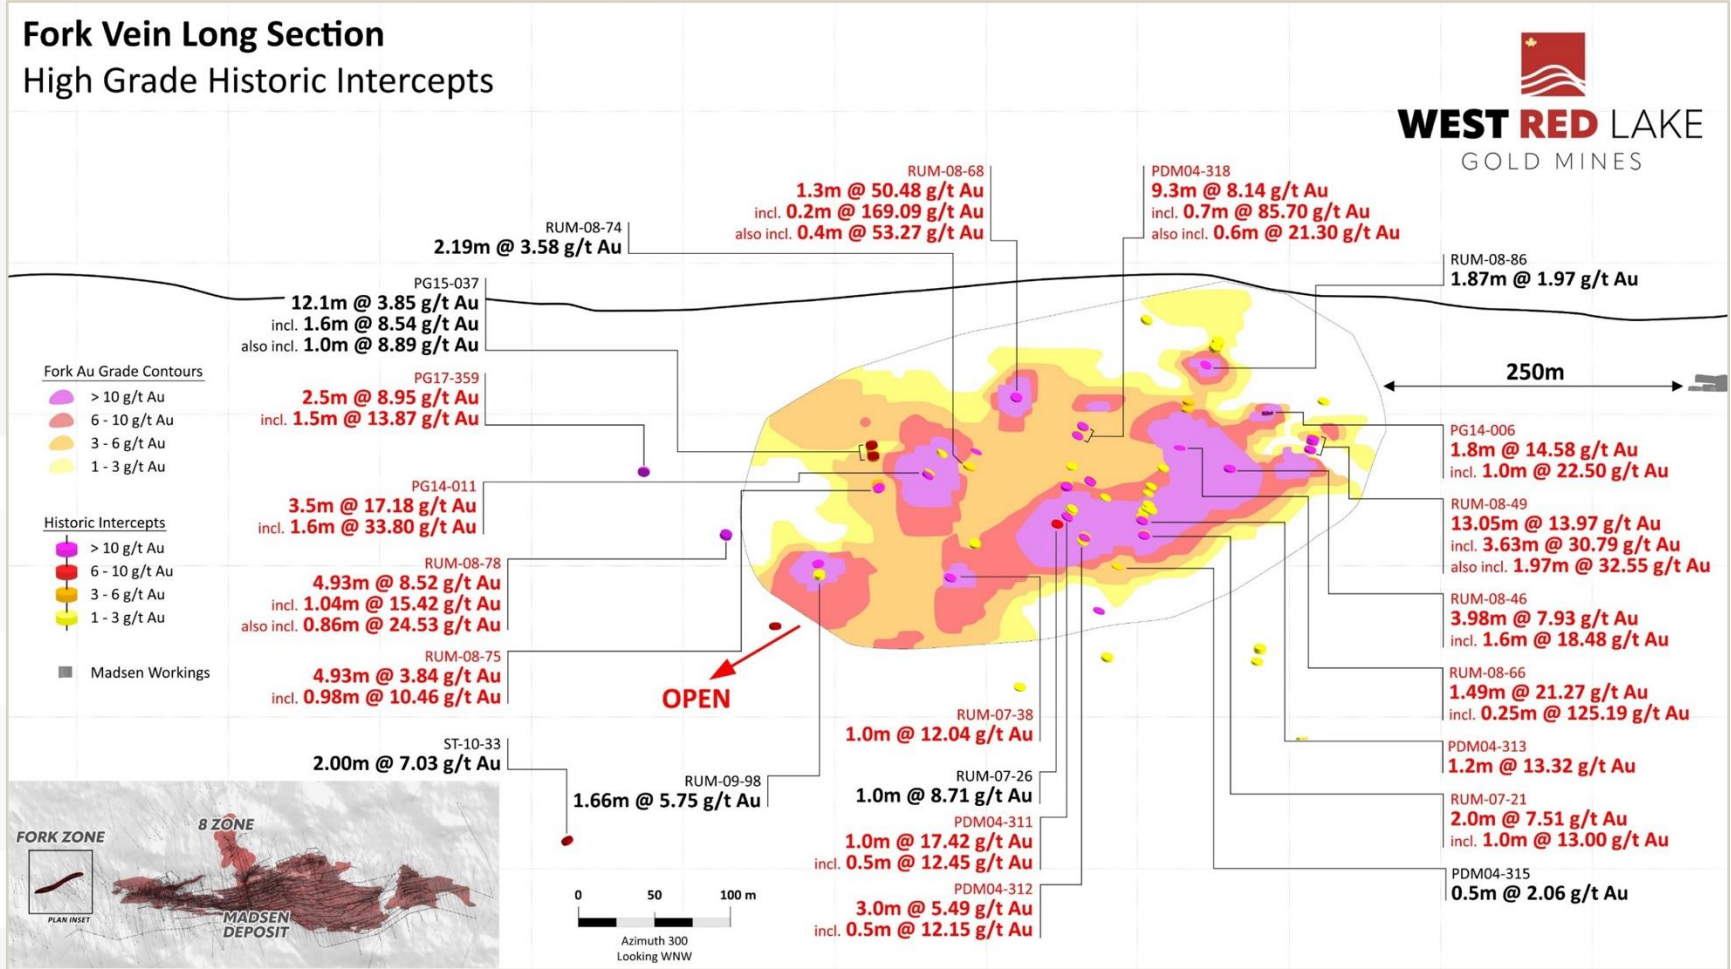 Fork Vein Long Section
High Grade Historic Intercepts
WEST RED LAKE
GOLD MINES
RUM-08-68
1.3m @ 50.48 g/t Au
incl. 0.2m @ 169.09 g/t Au
also incl. 0.4m @ 53.27 g/t Au
PDM04-318
9.3m @ 8.14 g/t Au
incl. 0.7m @ 85.70 g/t Au
also incl. 0.6m @ 21.30 g/t Au
RUM-08-74
2.19m @ 3.58 g/t Au
RUM-08-86
1.87m @ 1.97 g/t Au
PG15-037
12.1m @ 3.85 g/t Au
incl. 1.6m @ 8.54 g/t Au
also incl. 1.0m @ 8.89 g/t Au
250m
Fork Au Grade Contours
> 10 g/t Au
6 - 10 g/t Au
3 - 6 g/t Au
1 - 3 g/t Au
PG17-359
2.5m @ 8.95 g/t Au
incl. 1.5m @ 13.87 g/t Au
PG14-011
3.5m @ 17.18 g/t Au
incl. 1.6m @ 33.80 g/t Au
Historic Intercepts
> 10 g/t Au
6 - 10 g/t Au
3 - 6 g/t Au
1 - 3 g/t Au
Madsen Workings
RUM-08-78
4.93m @ 8.52 g/t Au
incl. 1.04m @ 15.42 g/t Au
also incl. 0.86m @ 24.53 g/t Au
RUM-08-75
4.93m @ 3.84 g/t Au
incl. 0.98m @ 10.46 g/t Au
ST-10-33
2.00m @ 7.03 g/t Au
OPEN
RUM-09-98
1.66m @ 5.75 g/t Au
RUM-07-38
1.0m @ 12.04 g/t Au
RUM-07-26
1.0m @ 8.71 g/t Au
PDM04-311
1.0m @ 17.42 g/t Au
incl. 0.5m @ 12.45 g/t Au
PDM04-312
3.0m @ 5.49 g/t Au
incl. 0.5m @ 12.15 g/t Au
PG14-006
1.8m @ 14.58 g/t Au
incl. 1.0m @ 22.50 g/t Au
RUM-08-49
13.05m @ 13.97 g/t Au
incl. 3.63m @ 30.79 g/t Au
also incl. 1.97m @ 32.55 g/t Au
RUM-08-46
3.98m @ 7.93 g/t Au
incl. 1.6m @ 18.48 g/t Au
RUM-08-66
1.49m @ 21.27 g/t Au
incl. 0.25m @ 125.19 g/t Au
PDM04-313
1.2m @ 13.32 g/t Au
RUM-07-21
2.0m @ 7.51 g/t Au
incl. 1.0m @ 13.00 g/t Au
PDM04-315
0.5m @ 2.06 g/t Au
FORK ZONE
8 ZONE
MADSEN
DEPOSIT
PLAN INSET
0 50 100 m
Azimuth 300
Looking WNW